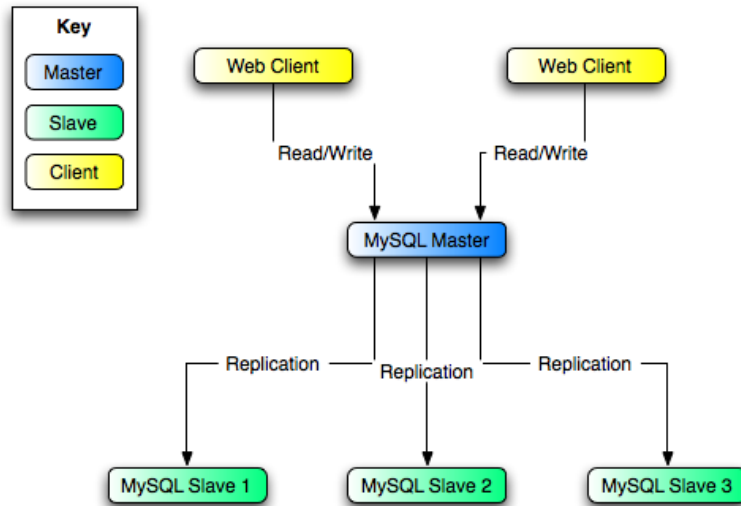 Key
Master
Slave
Client
Web Client
Web Client
Read/Write
Read/Write
MySQL Master
Replication
Replication
Replication
MySQL Slave 1
MySQL Slave 2
MySQL Slave 3